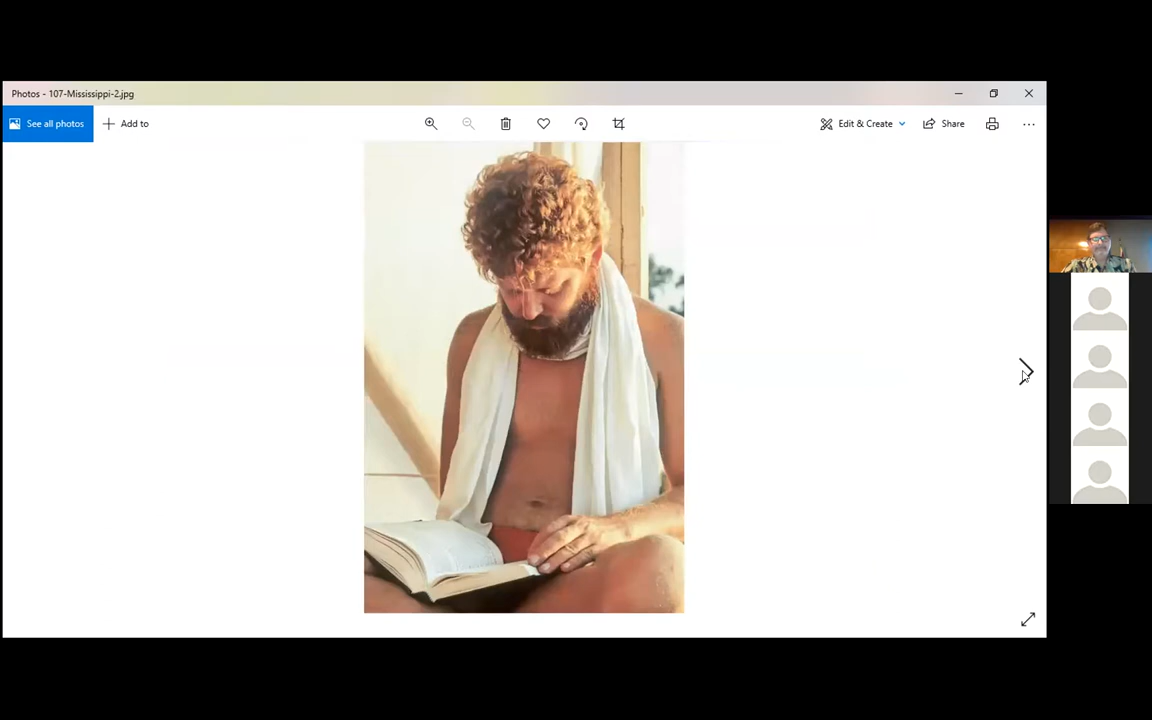 Photos - 107-Mississippi-2.jpg
See all photos
Add to
Edit & Create
Share